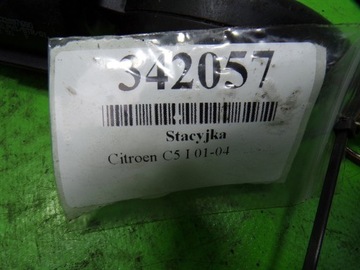 342057
Stacyjka
Citroen C5 I 01-04